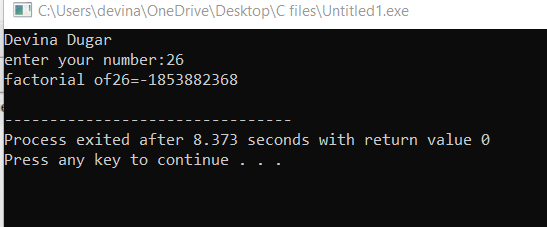 C:\Users\devina\OneDrive\Desktop\C files\Untitled1.exe
Devina Dugar
enter your number:26
factorial of26=-1853882368
--------------------------------
Process exited after 8.373 seconds with return value 0
Press any key to continue . . .